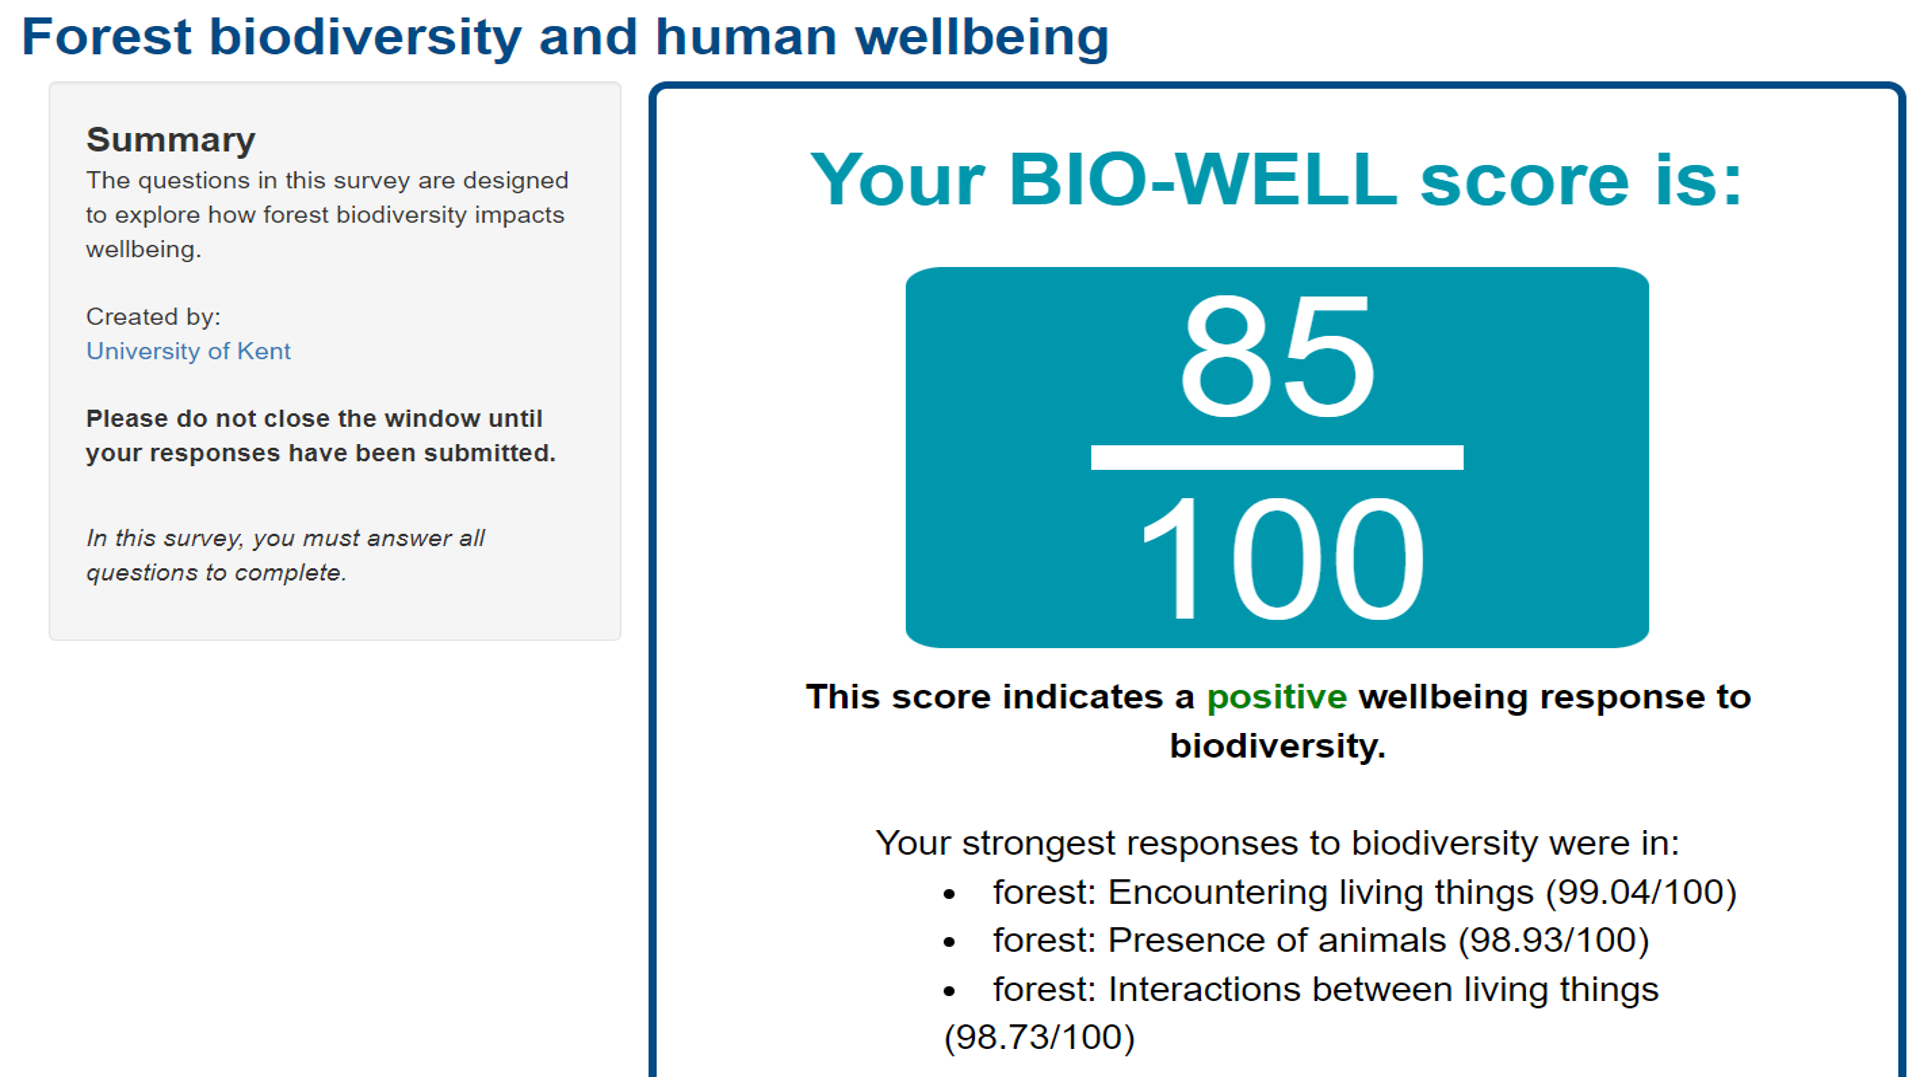 Forest biodiversity and human wellbeing
Summary
The questions in this survey are designed
to explore how forest biodiversity impacts
wellbeing.
Created by:
University of Kent
Please do not close the window until
your responses have been submitted.
In this survey, you must answer all
questions to complete.
Your BIO-WELL score is:
85
100
This score indicates a positive wellbeing response to
biodiversity.
Your strongest responses to biodiversity were in:
• forest: Encountering living things (99.04/100)
• forest: Presence of animals (98.93/100)
• forest: Interactions between living things
(98.73/100)